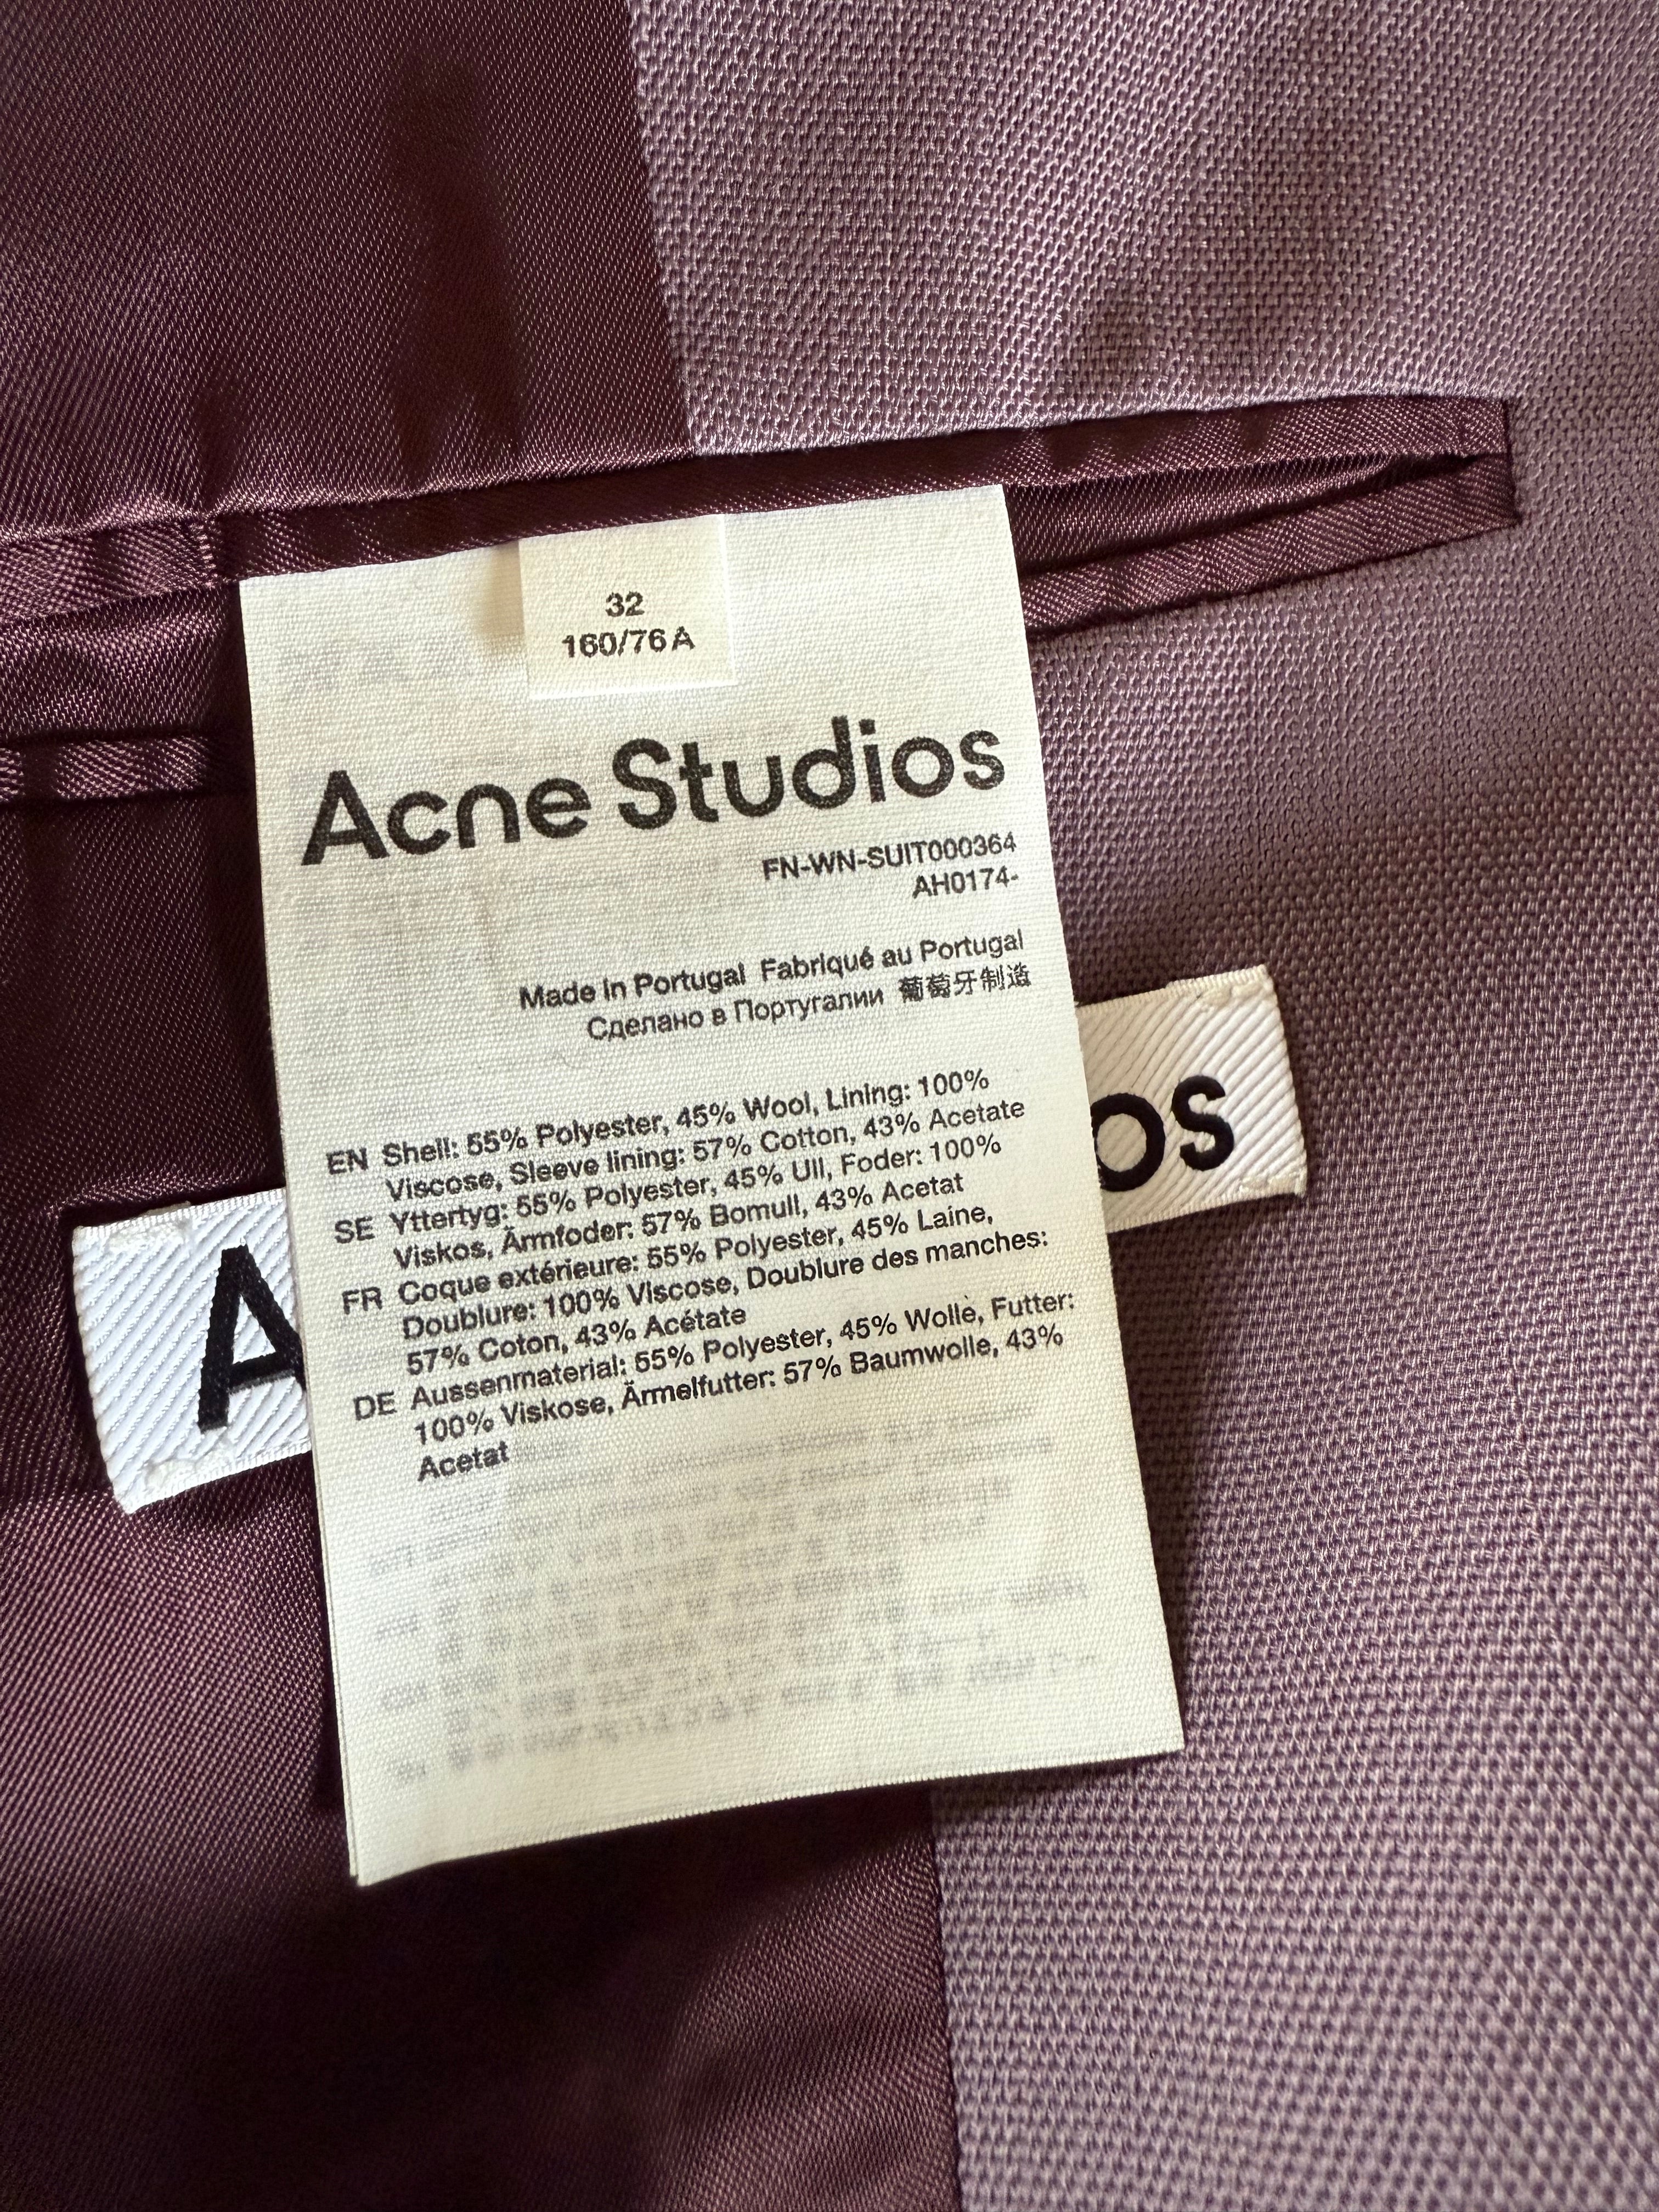 32
160/76A
Acne Studios
FN-WN-SUIT000364
AH0174-
Made in Portugal Fabriqué au Portugal
Сделано в Португалии 葡萄牙制造
EN Shell: 55% Polyester, 45% Wool, Lining: 100%
Viscose, Sleeve lining: 57% Cotton, 43% Acetate
SE Yttertyg: 55% Polyester, 45% Ull, Foder: 100%
Viskos, Ärmfoder: 57% Bomull, 43% Acetat
FR Coque extérieure: 55% Polyester, 45% Laine,
Doublure: 100% Viscose, Doublure des manches:
57% Coton, 43% Acétate
DE Aussenmaterial: 55% Polyester, 45% Wolle, Futter:
100% Viskose, Ärmelfutter: 57% Baumwolle, 43%
Acetat
A
os